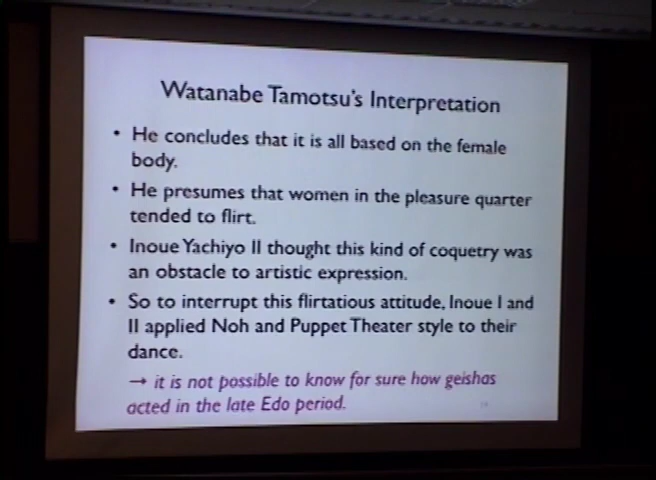 Watanabe Tamotsu's Interpretation
• He concludes that it is all based on the female
body.
• He presumes that women in the pleasure quarter
tended to flirt.
• Inoue Yachiyo II thought this kind of coquetry was
an obstacle to artistic expression.
• So to interrupt this flirtatious attitude, Inoue I and
II applied Noh and Puppet Theater style to their
dance.
→ it is not possible to know for sure how geishas
acted in the late Edo period.